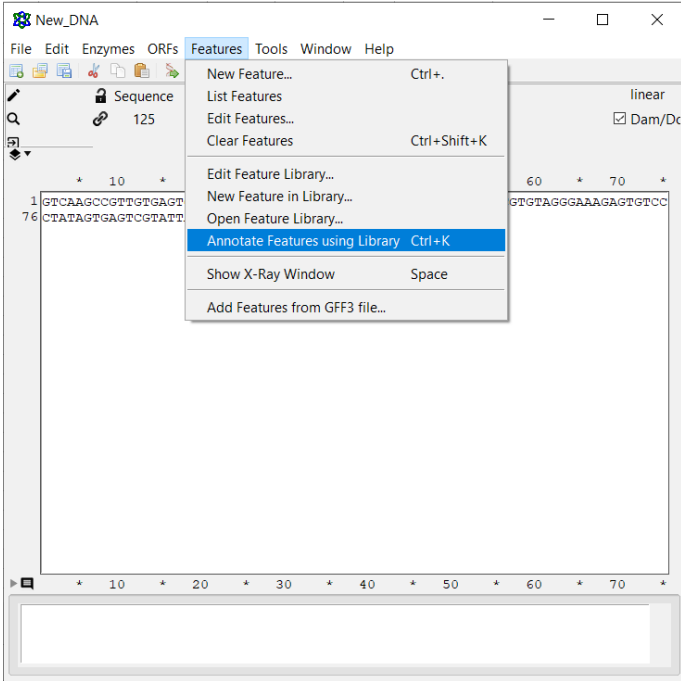 New_DNA
File Edit Enzymes ORFs Features Tools Window Help
New Feature... Ctrl+.
Sequence List Features linear
125 Edit Features... Dam/Dc
Clear Features Ctrl+Shift+K
Edit Feature Library...
* 10 * 60 * 70 *
New Feature in Library...
1 GTCAAGCCGTTGTGAGT GTGTAGGGAAAGAGTGTCC
76 CTATAGTGAGTCGTATT Open Feature Library...
Annotate Features using Library Ctrl+K
Show X-Ray Window Space
Add Features from GFF3 file...
* 10 * 20 * 30 * 40 * 50 * 60 * 70 *